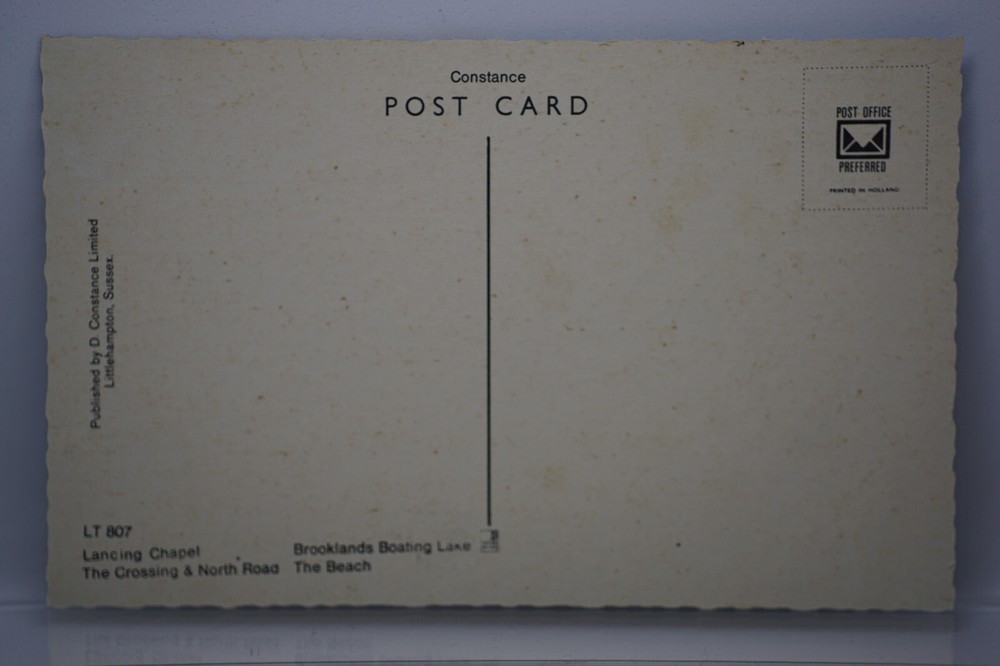 Constance
POST CARD
POST OFFICE
PREFERRED
PRINTED IN HOLLAND
Published by D. Constance Limited
Littlehampton, Sussex.
LT 807
Lancing Chapel
The Crossing & North Road
Brooklands Boating Lake
The Beach